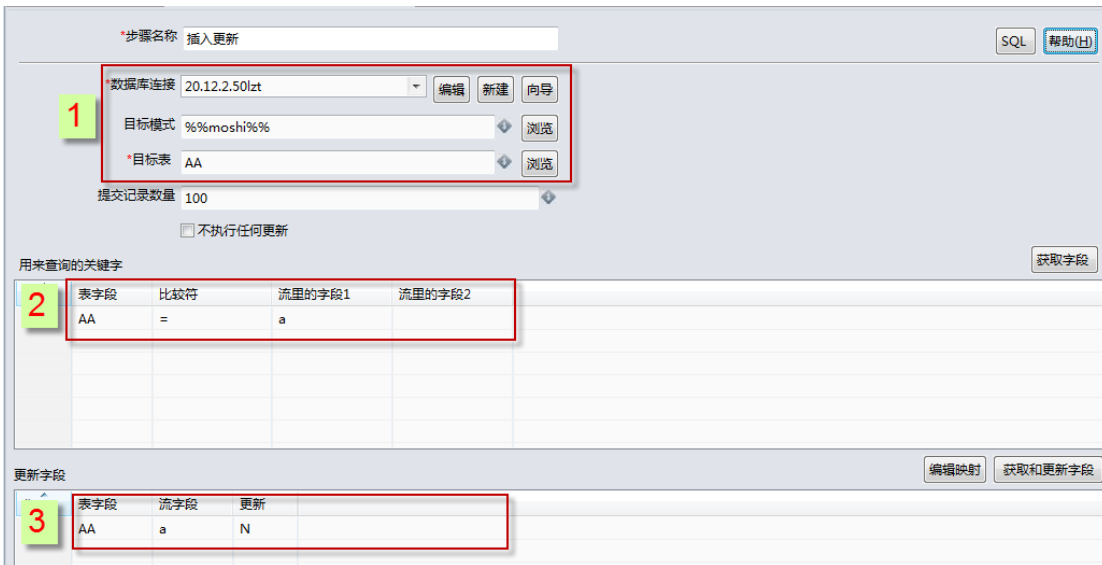 *步骤名称 插入更新 SQL 帮助(H)
*数据库连接 20.12.2.50lzt 编辑 新建 向导
1
目标模式 %%moshi%% 浏览
*目标表 AA 浏览
提交记录数量 100
不执行任何更新
用来查询的关键字 获取字段
2 表字段 比较符 流里的字段1 流里的字段2
AA = a
更新字段 编辑映射 获取和更新字段
3 表字段 流字段 更新
AA a N